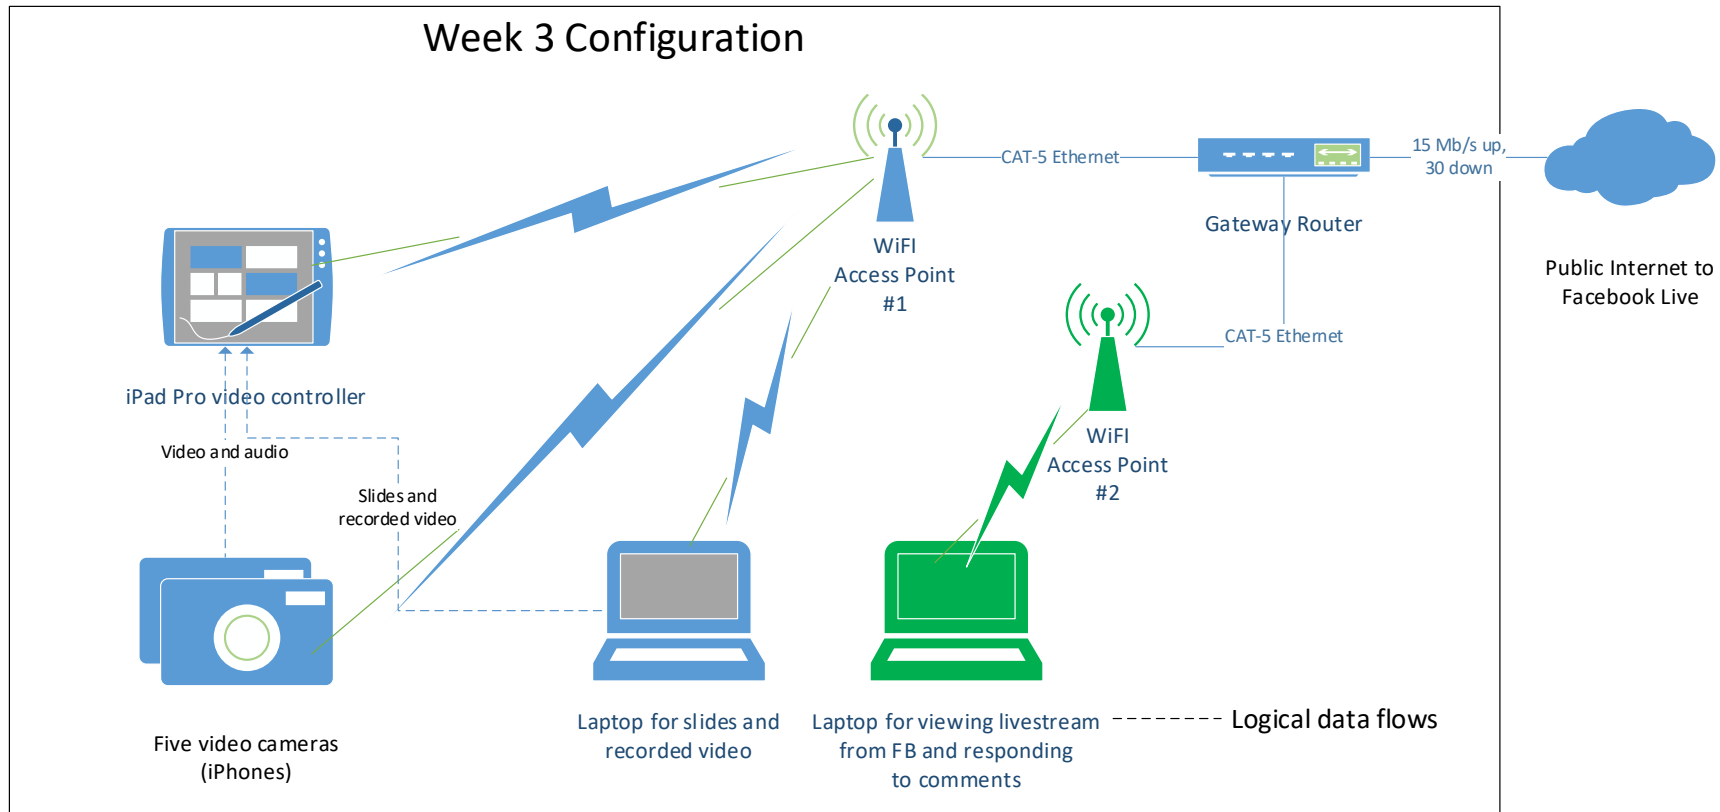 Week 3 Configuration
CAT-5 Ethernet
15 Mb/s up,
30 down
Gateway Router
WiFI
Access Point
#1
Public Internet to
Facebook Live
CAT-5 Ethernet
iPad Pro video controller
Video and audio
WiFI
Access Point
#2
Slides and
recorded video
Five video cameras
(iPhones)
Laptop for slides and
recorded video
Laptop for viewing livestream
from FB and responding
to comments
Logical data flows